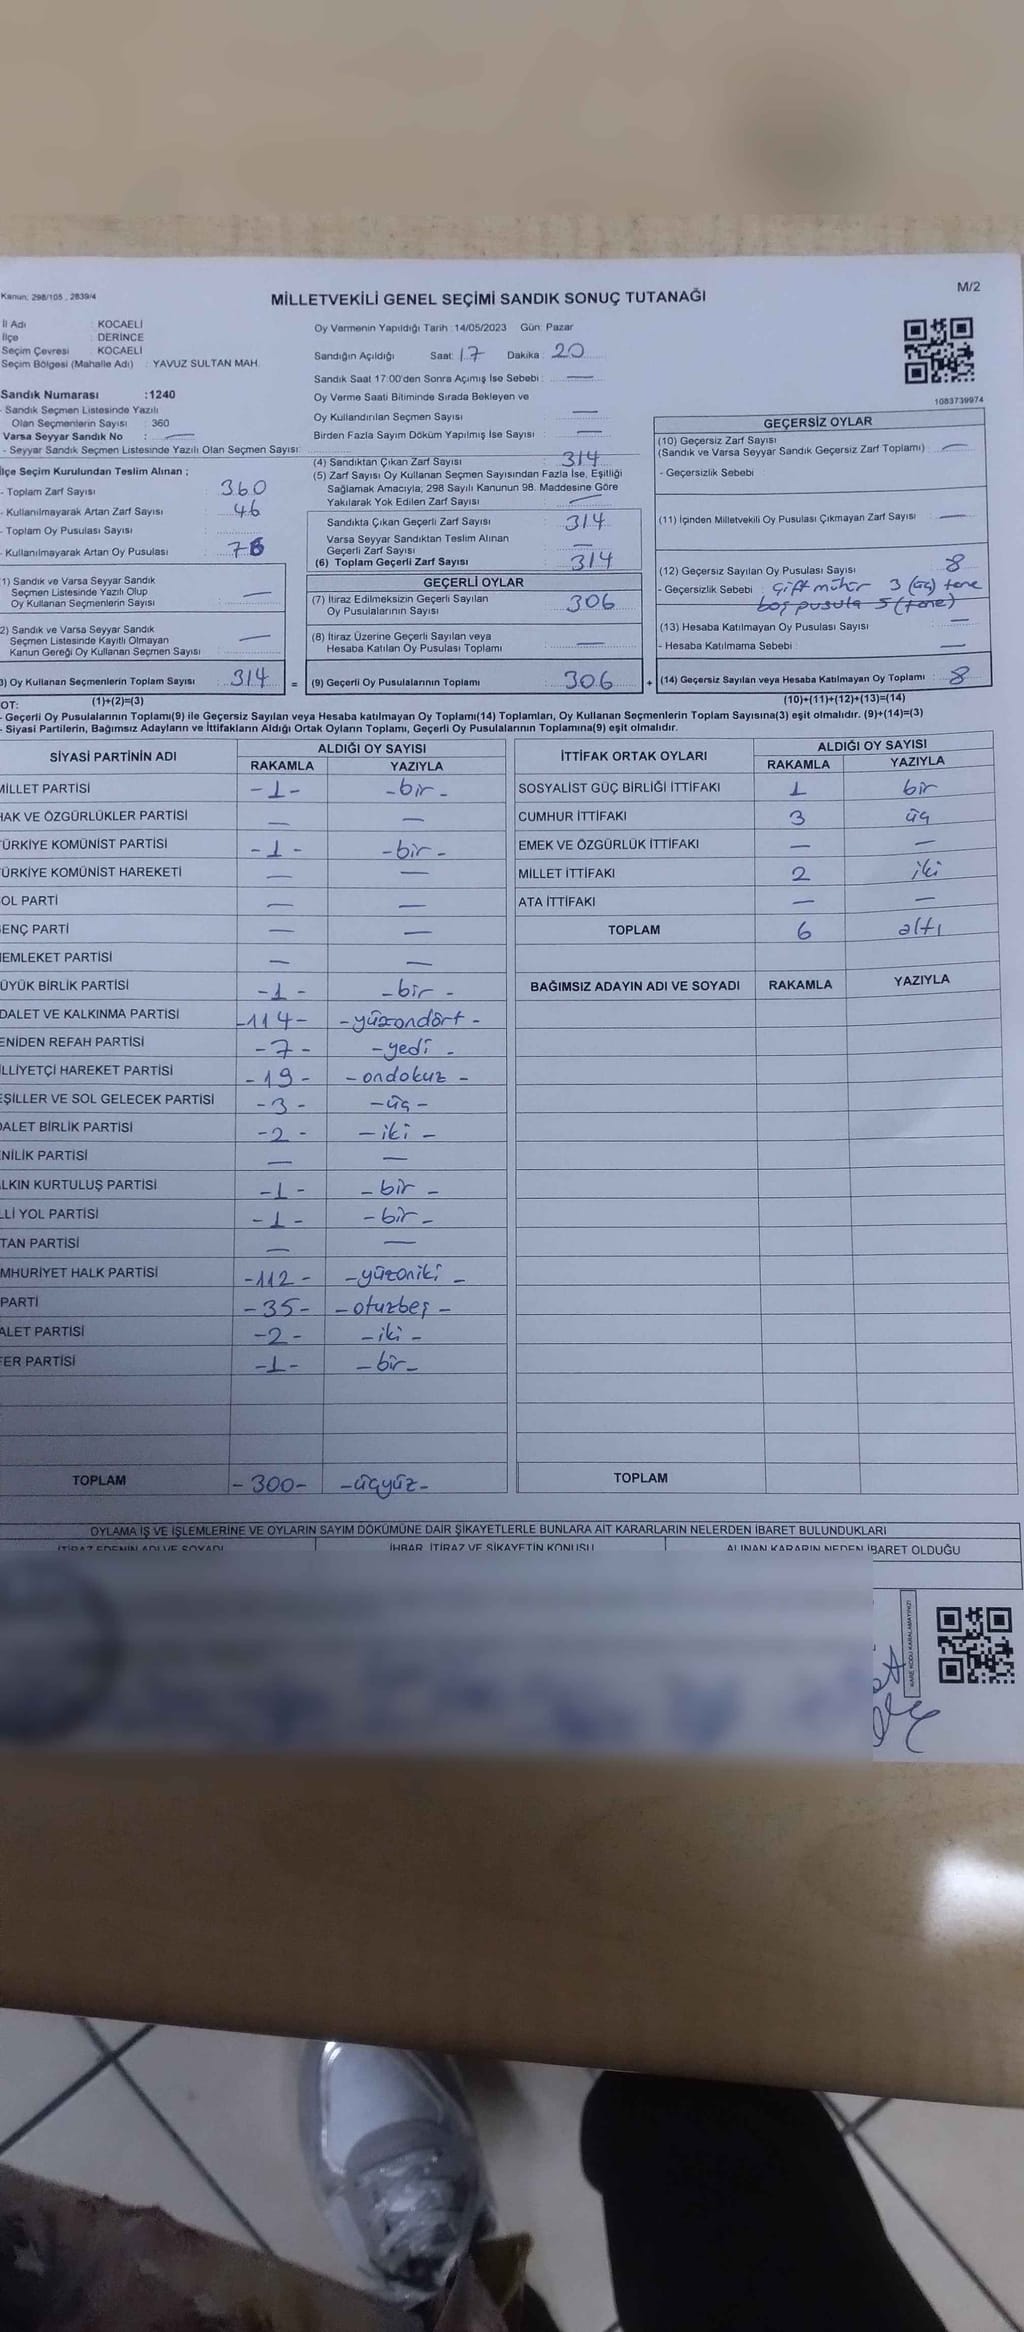 Kanun: 298/105, 2839/4
MİLLETVEKİLİ GENEL SEÇİMİ SANDIK SONUÇ TUTANAĞI
M/2
İl Adı : KOCAELİ
İlçe : DERİNCE
Seçim Çevresi : KOCAELİ
Seçim Bölgesi (Mahalle Adı) : YAVUZ SULTAN MAH.
Sandık Numarası :1240
- Sandık Seçmen Listesinde Yazılı
Olan Seçmenlerin Sayısı : 360
Varsa Seyyar Sandık No : —
- Seyyar Sandık Seçmen Listesinde Yazılı Olan Seçmen Sayısı:
İlçe Seçim Kurulundan Teslim Alınan ;
- Toplam Zarf Sayısı : 360
- Kullanılmayarak Artan Zarf Sayısı : 46
- Toplam Oy Pusulası Sayısı :
- Kullanılmayarak Artan Oy Pusulası :
1) Sandık ve Varsa Seyyar Sandık
Seçmen Listesinde Yazılı Olup
Oy Kullanan Seçmenlerin Sayısı : —
2) Sandık ve Varsa Seyyar Sandık
Seçmen Listesinde Kayıtlı Olmayan
Kanun Gereği Oy Kullanan Seçmen Sayısı : —
3) Oy Kullanan Seçmenlerin Toplam Sayısı : 314 =
Oy Vermenin Yapıldığı Tarih :14/05/2023 Gün: Pazar
Sandığın Açıldığı Saat: 17 Dakika: 20
Sandık Saat 17:00'den Sonra Açımış İse Sebebi : —
Oy Verme Saati Bitiminde Sırada Bekleyen ve
Oy Kullandırılan Seçmen Sayısı : —
Birden Fazla Sayım Döküm Yapılmış İse Sayısı : —
(4) Sandıktan Çıkan Zarf Sayısı : 314
(5) Zarf Sayısı Oy Kullanan Seçmen Sayısından Fazla İse, Eşitliği
Sağlamak Amacıyla, 298 Sayılı Kanunun 98. Maddesine Göre
Yakılarak Yok Edilen Zarf Sayısı : —
Sandıkta Çıkan Geçerli Zarf Sayısı : 314
Varsa Seyyar Sandıktan Teslim Alınan
Geçerli Zarf Sayısı : —
(6) Toplam Geçerli Zarf Sayısı : 314
GEÇERLİ OYLAR
(7) İtiraz Edilmeksizin Geçerli Sayılan
Oy Pusulalarının Sayısı : 306
(8) İtiraz Üzerine Geçerli Sayılan veya
Hesaba Katılan Oy Pusulası Toplamı : —
(9) Geçerli Oy Pusulalarının Toplamı : 306 +
1083739974
GEÇERSİZ OYLAR
(10) Geçersiz Zarf Sayısı
(Sandık ve Varsa Seyyar Sandık Geçersiz Zarf Toplamı) : —
- Geçersizlik Sebebi :
(11) İçinden Milletvekili Oy Pusulası Çıkmayan Zarf Sayısı : —
(12) Geçersiz Sayılan Oy Pusulası Sayısı : 8
- Geçersizlik Sebebi : Çift mühür 3 (üç) tane
boş pusula 5 (tane)
(13) Hesaba Katılmayan Oy Pusulası Sayısı : —
- Hesaba Katılmama Sebebi : —
(14) Geçersiz Sayılan veya Hesaba Katılmayan Oy Toplamı : 8
OT: (1)+(2)=(3) (10)+(11)+(12)+(13)=(14)
- Geçerli Oy Pusulalarının Toplamı(9) ile Geçersiz Sayılan veya Hesaba katılmayan Oy Toplamı(14) Toplamları, Oy Kullanan Seçmenlerin Toplam Sayısına(3) eşit olmalıdır. (9)+(14)=(3)
- Siyasi Partilerin, Bağımsız Adayların ve İttifakların Aldığı Ortak Oyların Toplamı, Geçerli Oy Pusulalarının Toplamına(9) eşit olmalıdır.
SİYASİ PARTİNİN ADI ALDIĞI OY SAYISI
RAKAMLA YAZIYLA
MİLLET PARTİSİ -1- -bir-
HAK VE ÖZGÜRLÜKLER PARTİSİ — —
TÜRKİYE KOMÜNİST PARTİSİ -1- -bir-
TÜRKİYE KOMÜNİST HAREKETİ — —
OL PARTİ — —
ENÇ PARTİ — —
EMLEKET PARTİSİ — —
ÜYÜK BİRLİK PARTİSİ -1- -bir-
DALET VE KALKINMA PARTİSİ -114- -yüzondört-
ENİDEN REFAH PARTİSİ -7- -yedi-
İLLİYETÇİ HAREKET PARTİSİ -19- -ondokuz-
EŞİLLER VE SOL GELECEK PARTİSİ -3- -üç-
DALET BİRLİK PARTİSİ -2- -iki-
NİLİK PARTİSİ — —
LKIN KURTULUŞ PARTİSİ -1- -bir-
LLİ YOL PARTİSİ -1- -bir-
TAN PARTİSİ — —
MHURİYET HALK PARTİSİ -112- -yüzoniki-
PARTİ -35- -otuzbeş-
ALET PARTİSİ -2- -iki-
FER PARTİSİ -1- -bir-
TOPLAM -300- -üçyüz-
İTTİFAK ORTAK OYLARI ALDIĞI OY SAYISI
RAKAMLA YAZIYLA
SOSYALİST GÜÇ BİRLİĞİ İTTİFAKI 1 bir
CUMHUR İTTİFAKI 3 üç
EMEK VE ÖZGÜRLÜK İTTİFAKI — —
MİLLET İTTİFAKI 2 iki
ATA İTTİFAKI — —
TOPLAM 6 altı
BAĞIMSIZ ADAYIN ADI VE SOYADI RAKAMLA YAZIYLA
TOPLAM
OYLAMA İŞ VE İŞLEMLERİNE VE OYLARIN SAYIM DÖKÜMÜNE DAİR ŞİKAYETLERLE BUNLARA AİT KARARLARIN NELERDEN İBARET BULUNDUKLARI
İTİRAZ EDENİN ADI VE SOYADI İHBAR, İTİRAZ VE ŞİKAYETİN KONUSU ALINAN KARARIN NEDEN İBARET OLDUĞU
KARE KODU KARALAMAYINIZ!